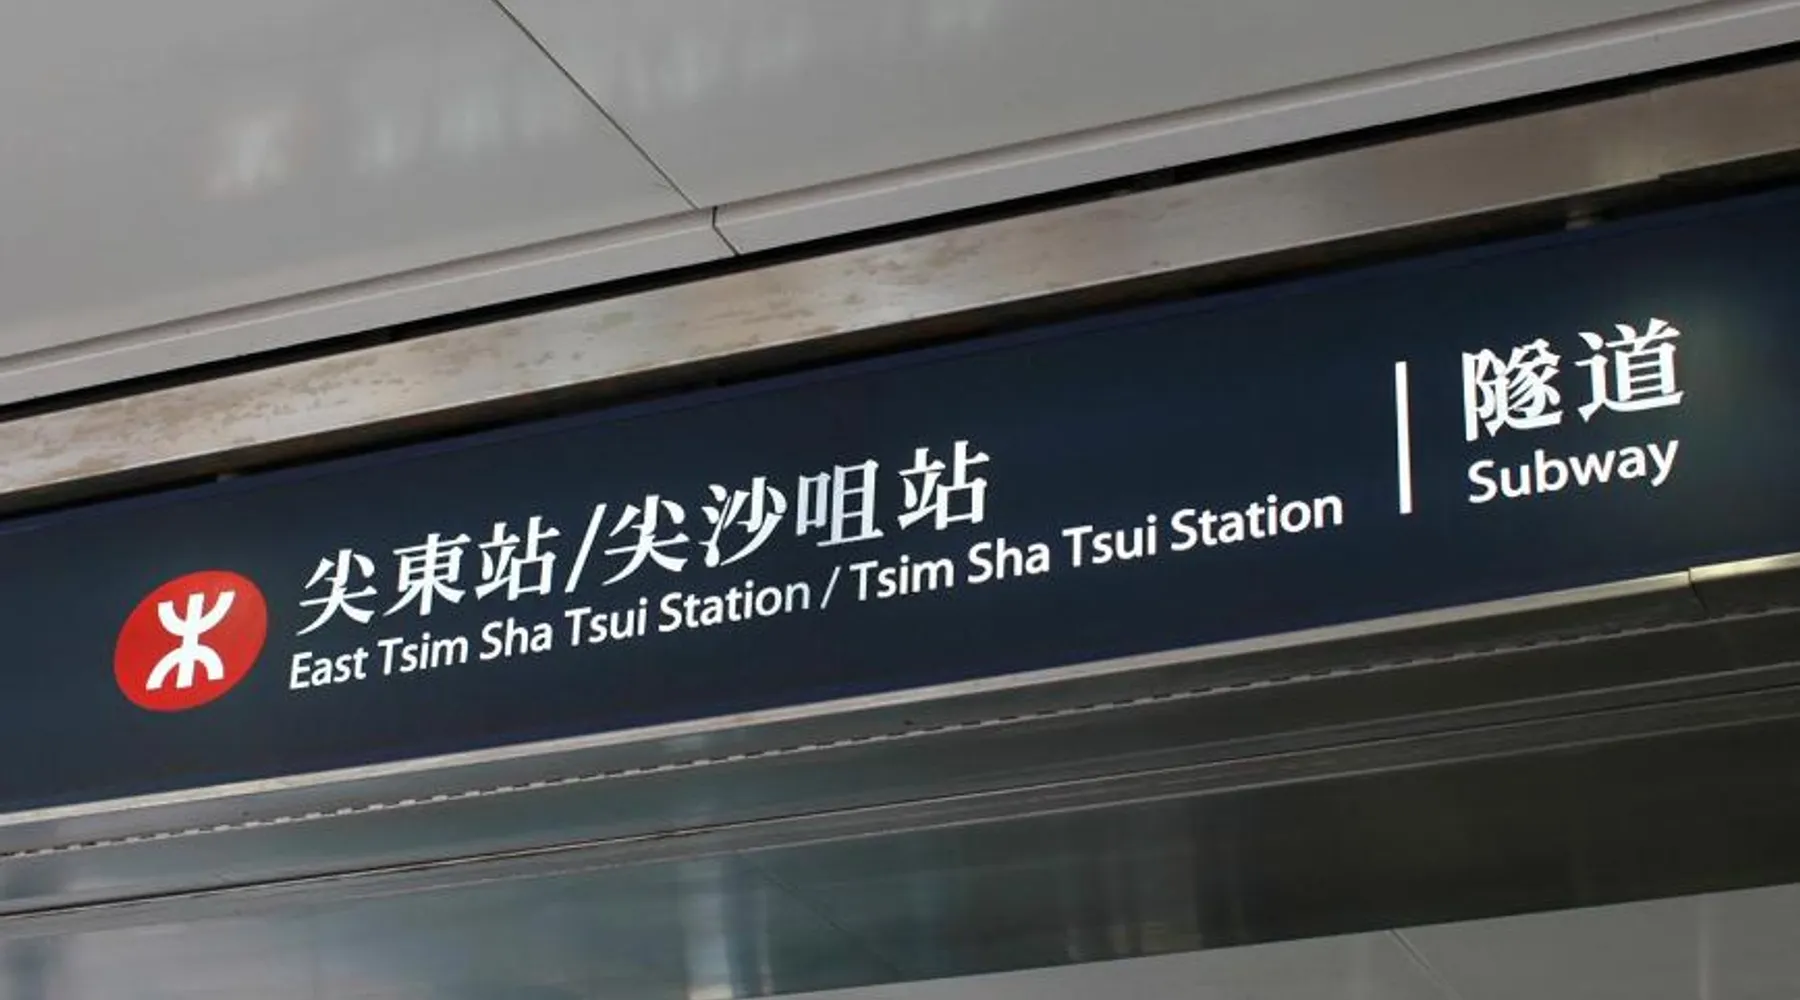 尖東站/尖沙咀站
East Tsim Sha Tsui Station / Tsim Sha Tsui Station
隧道
Subway